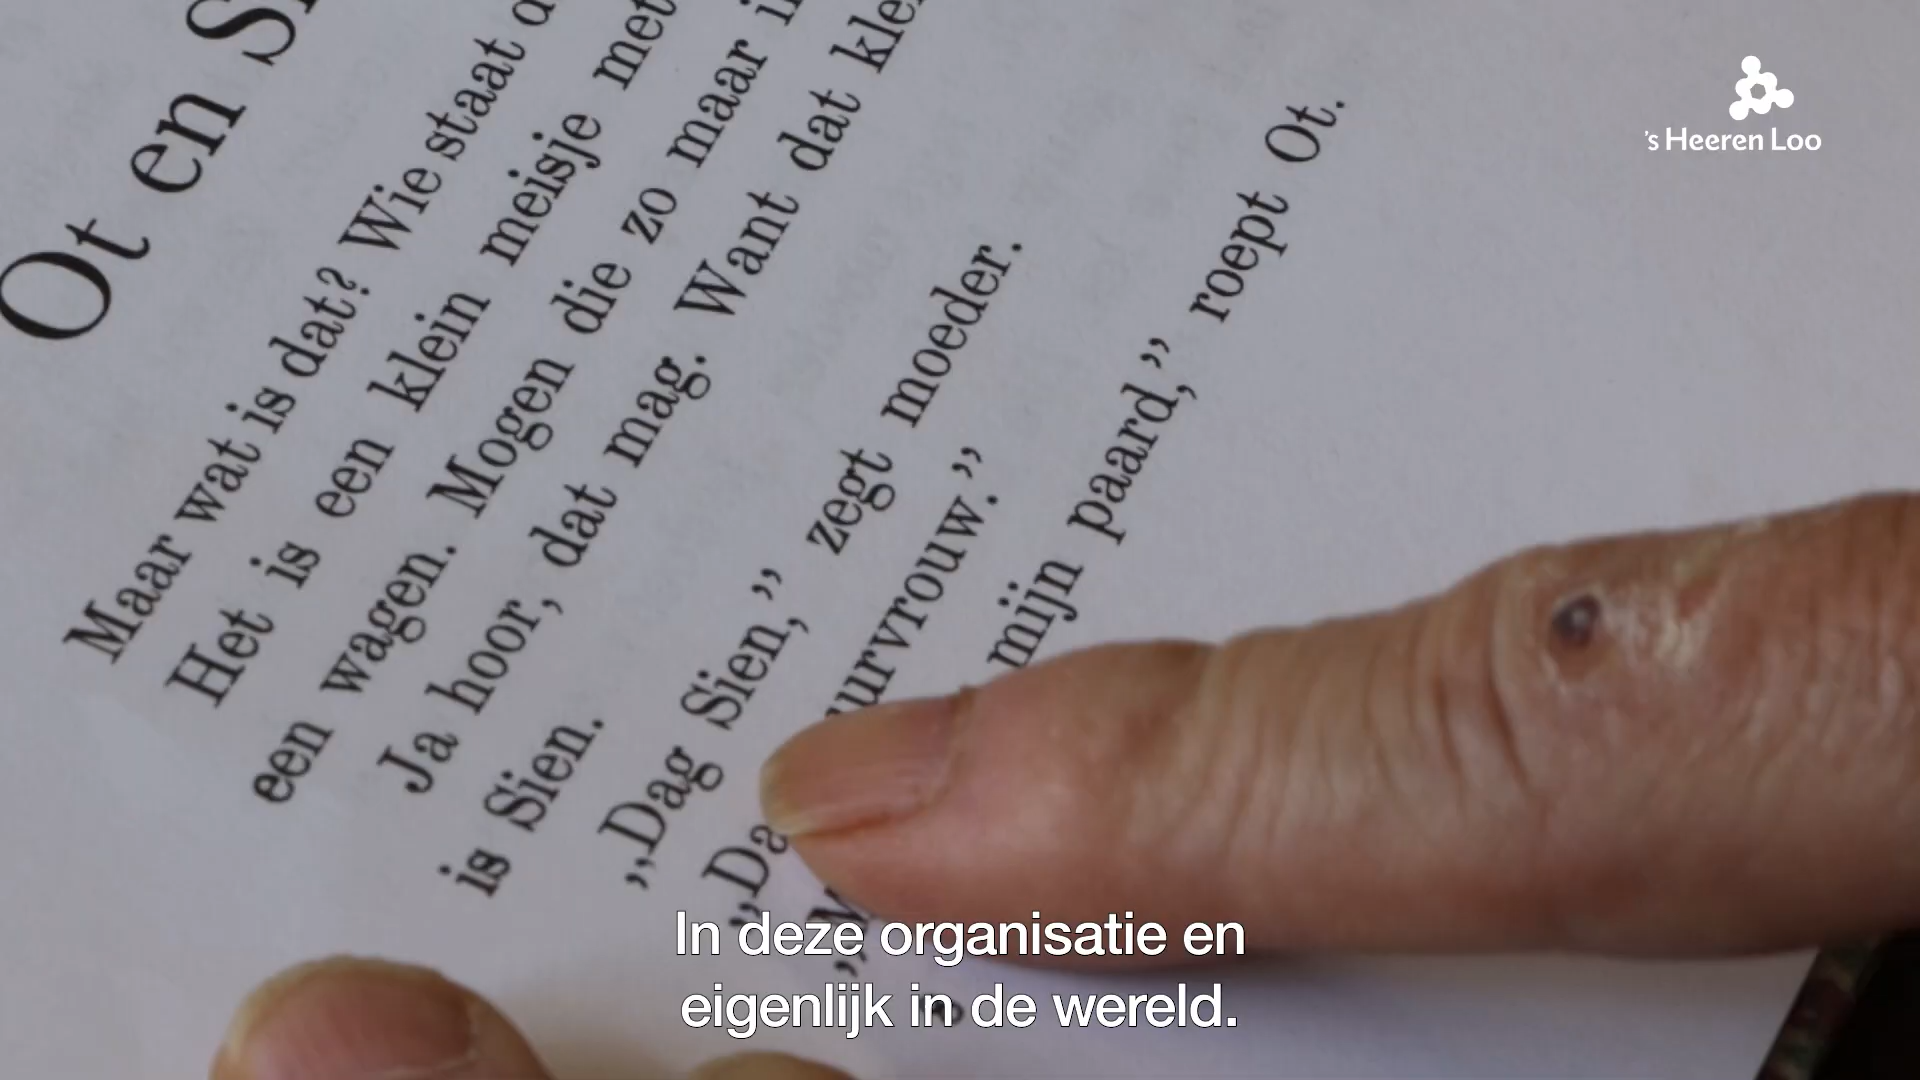 Ot en
Maar wat is dat? Wie staat
Het is een klein meisje met
een wagen. Mogen die zo maar
Ja hoor, dat mag. Want dat
is Sien.
„Dag Sien,” zegt moeder.
„Da urvrouw.”
mijn paard,” roept Ot.
's Heeren Loo
In deze organisatie en
eigenlijk in de wereld.